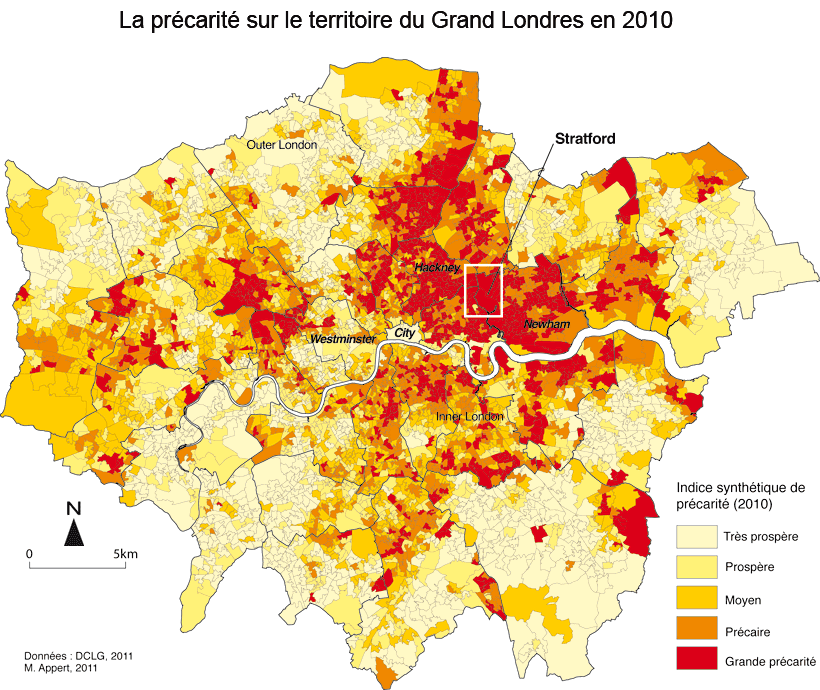 La précarité sur le territoire du Grand Londres en 2010
Outer London
Stratford
Hackney
Newham
Westminster
City
Inner London
N
0 5km
Indice synthétique de
précarité (2010)
Très prospère
Prospère
Moyen
Précaire
Grande précarité
Données : DCLG, 2011
M. Appert, 2011